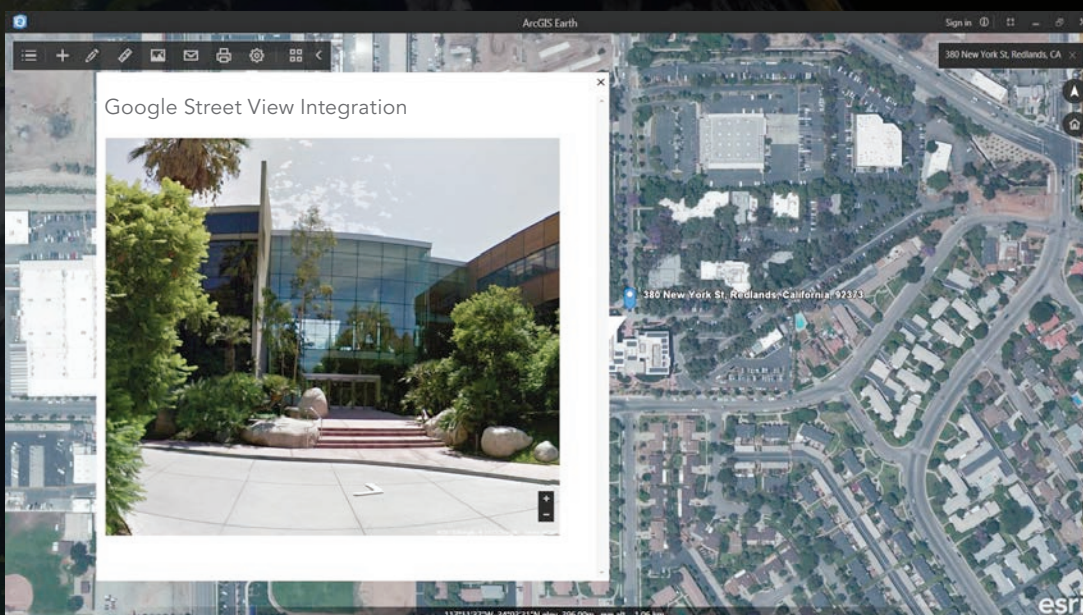 ArcGIS Earth
Sign in
380 New York St, Redlands, CA
Google Street View Integration
380 New York St, Redlands, California, 92373
esri